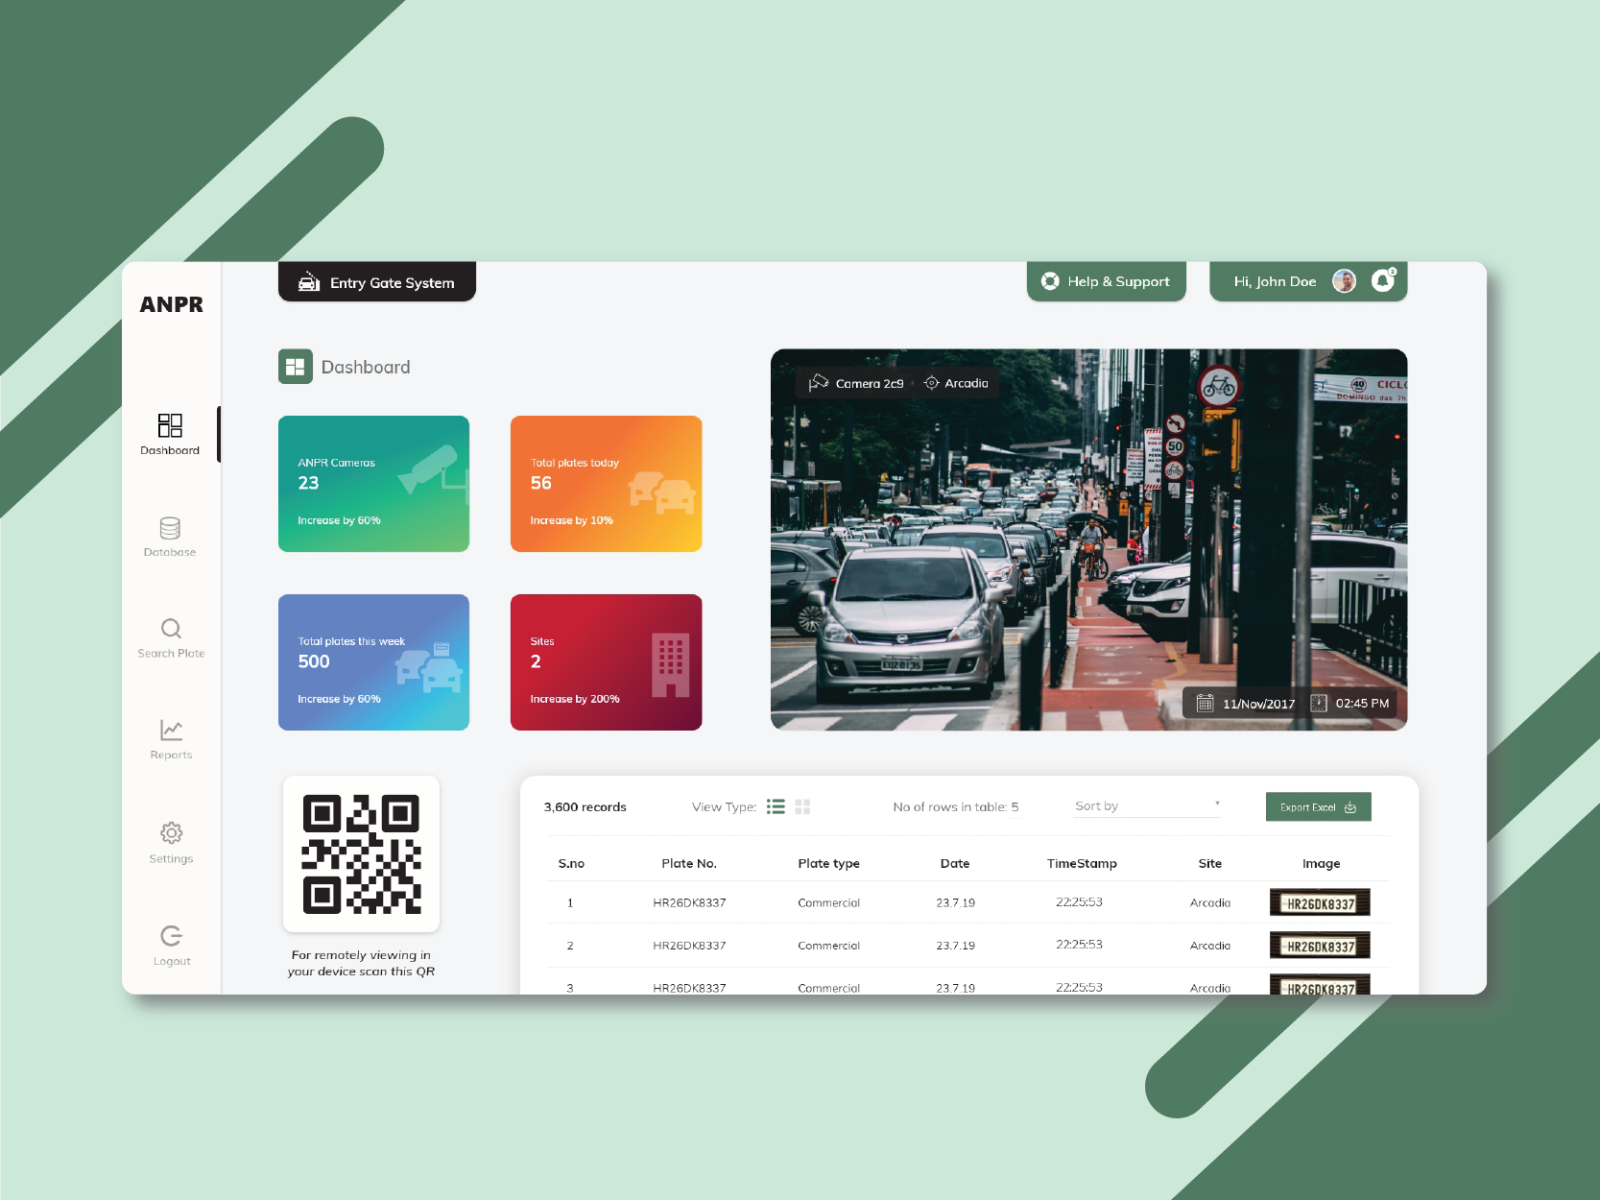 ANPR
Entry Gate System
Help & Support
Hi, John Doe
Dashboard
Dashboard
Database
Search Plate
Reports
Settings
Logout
ANPR Cameras
23
Increase by 60%
Total plates today
56
Increase by 10%
Total plates this week
500
Increase by 60%
Sites
2
Increase by 200%
Camera 2c9
Arcadia
40 CICLO
DOMINGO das 7h
50
11/Nov/2017
02:45 PM
For remotely viewing in
your device scan this QR
3,600 records
View Type:
No of rows in table: 5
Sort by
Export Excel
S.no Plate No. Plate type Date TimeStamp Site Image
1 HR26DK8337 Commercial 23.7.19 22:25:53 Arcadia HR26DK8337
2 HR26DK8337 Commercial 23.7.19 22:25:53 Arcadia HR26DK8337
3 HR26DK8337 Commercial 23.7.19 22:25:53 Arcadia HR26DK8337